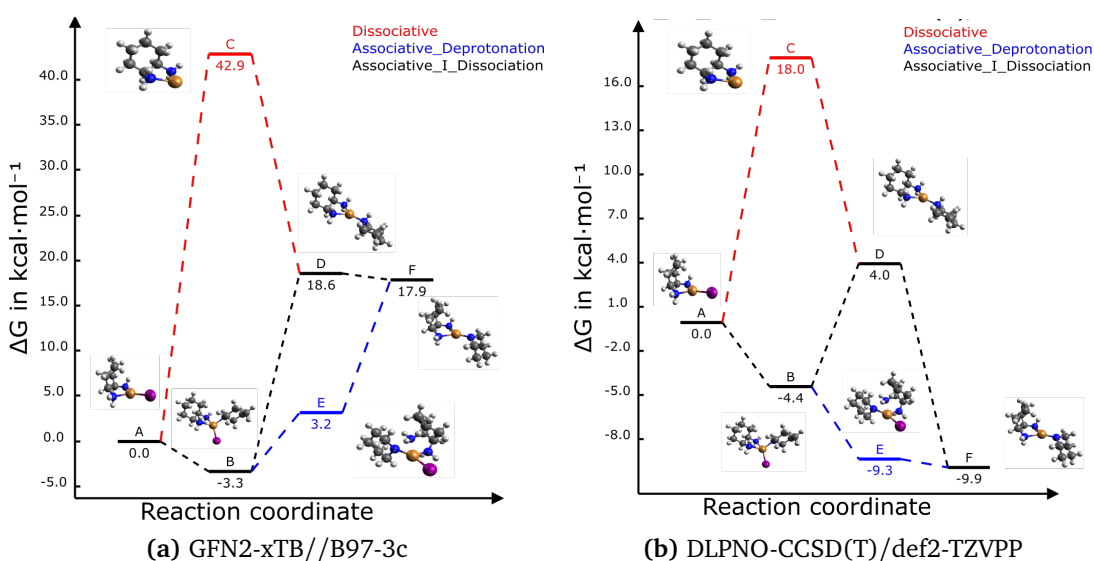 Dissociative
Associative_Deprotonation
Associative_I_Dissociation
C
42.9
40.0
35.0
30.0
25.0
20.0
15.0
10.0
5.0
0.0
-5.0
ΔG in kcal·mol⁻¹
D
18.6
F
17.9
A
0.0
B
-3.3
E
3.2
Reaction coordinate
(a) GFN2-xTB//B97-3c
Dissociative
Associative_Deprotonation
Associative_I_Dissociation
C
18.0
16.0
13.0
10.0
7.0
4.0
1.0
-2.0
-5.0
-8.0
ΔG in kcal·mol⁻¹
D
4.0
A
0.0
B
-4.4
E
-9.3
F
-9.9
Reaction coordinate
(b) DLPNO-CCSD(T)/def2-TZVPP